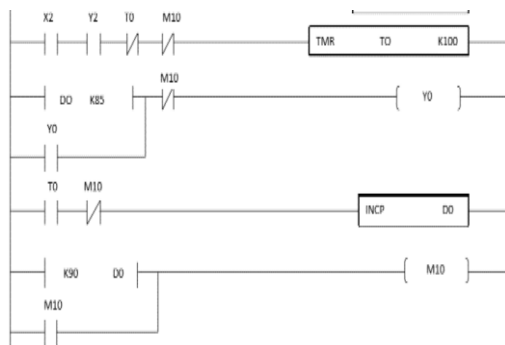 X2 Y2 T0 M10
TMR TO K100
M10
DO K85 Y0
Y0
T0 M10
INCP D0
K90 D0 M10
M10